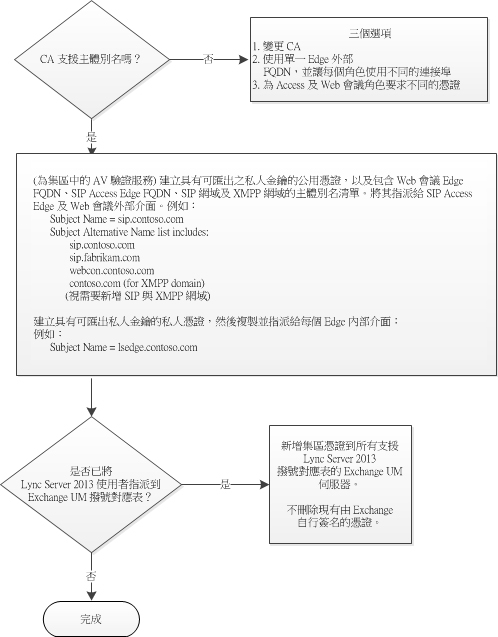 CA 支援主體別名嗎？
否
三個選項
1. 變更 CA
2. 使用單一 Edge 外部
FQDN，並讓每個角色使用不同的連接埠
3. 為 Access 及 Web 會議角色要求不同的憑證
是
(為集區中的 AV 驗證服務) 建立具有可匯出之私人金鑰的公用憑證，以及包含 Web 會議 Edge
FQDN、SIP Access Edge FQDN、SIP 網域及 XMPP 網域的主體別名清單。將其指派給 SIP Access
Edge 及 Web 會議外部介面。例如：
Subject Name = sip.contoso.com
Subject Alternative Name list includes:
sip.contoso.com
sip.fabrikam.com
webcon.contoso.com
contoso.com (for XMPP domain)
(視需要新增 SIP 與 XMPP 網域)
建立具有可匯出私人金鑰的私人憑證，然後複製並指派給每個 Edge 內部介面：
例如：
Subject Name = lsedge.contoso.com
是否已將
Lync Server 2013 使用者指派到
Exchange UM 撥號對應表？
是
新增集區憑證到所有支援
Lync Server 2013
撥號對應表的 Exchange UM
伺服器。
不刪除現有由 Exchange
自行簽名的憑證。
否
完成